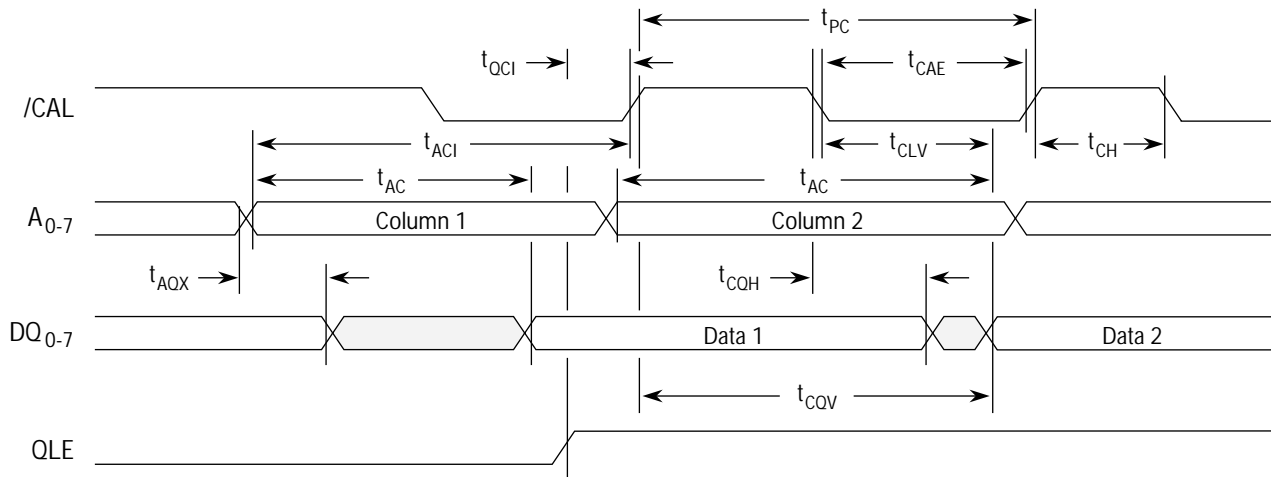 tPC
tQCI
tCAE
/CAL
tACI
tCLV
tCH
tAC
tAC
A0-7
Column 1
Column 2
tAQX
tCQH
DQ0-7
Data 1
Data 2
tCQV
QLE